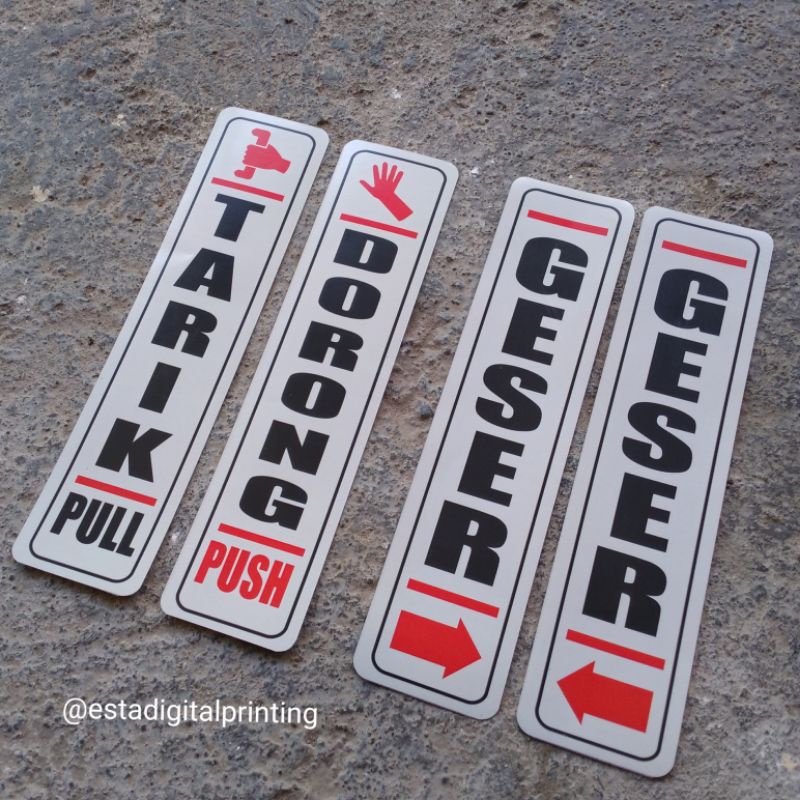 TARIK
PULL
DORONG
PUSH
GESER
GESER
@estadigitalprinting